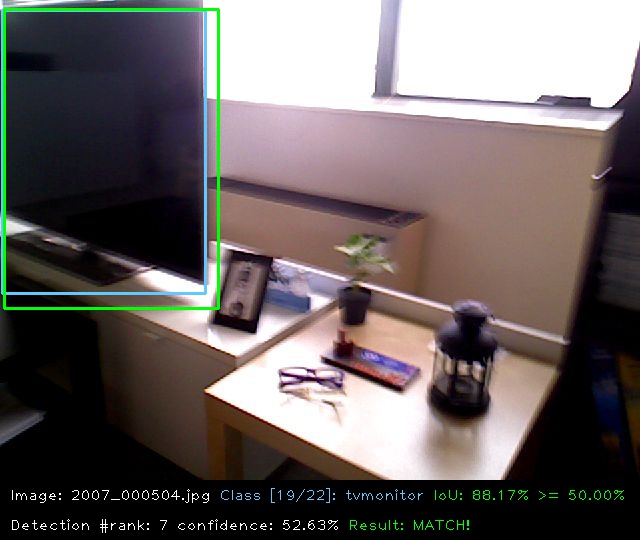 Image: 2007_000504.jpg Class [19/22]: tvmonitor IoU: 88.17% >= 50.00%
Detection #rank: 7 confidence: 52.63% Result: MATCH!